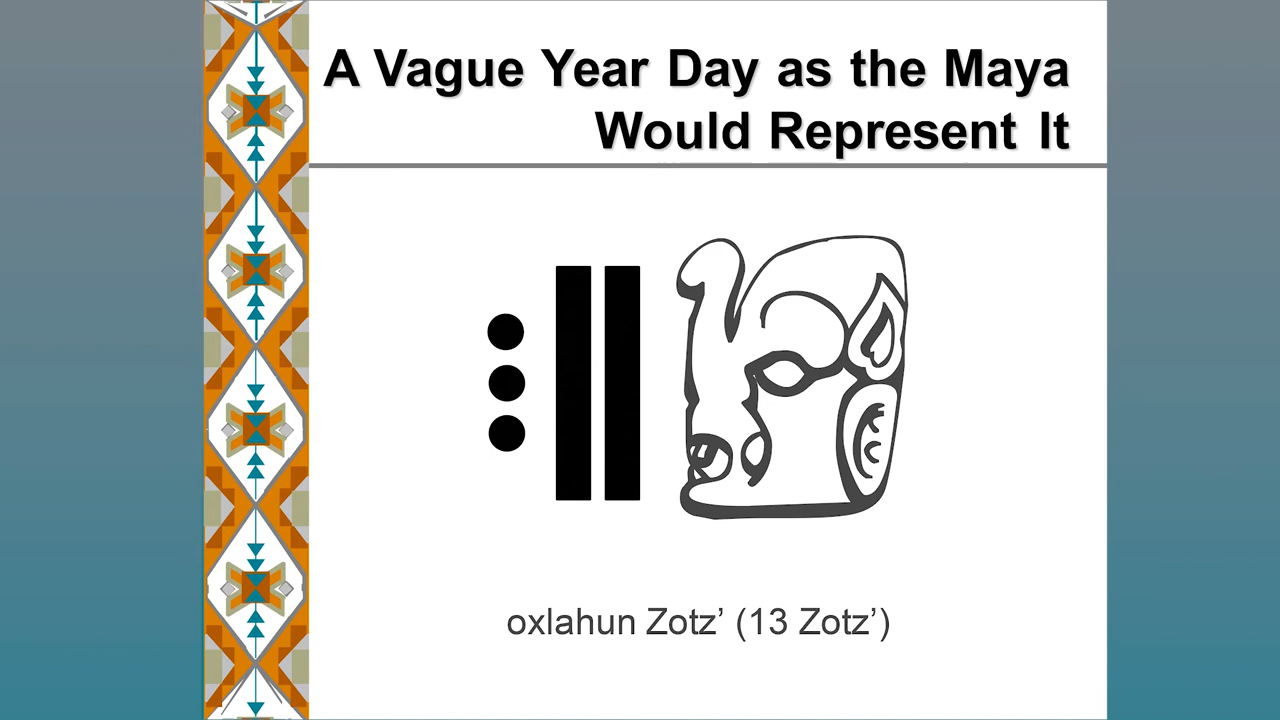 A Vague Year Day as the Maya
Would Represent It
oxlahun Zotz’ (13 Zotz’)